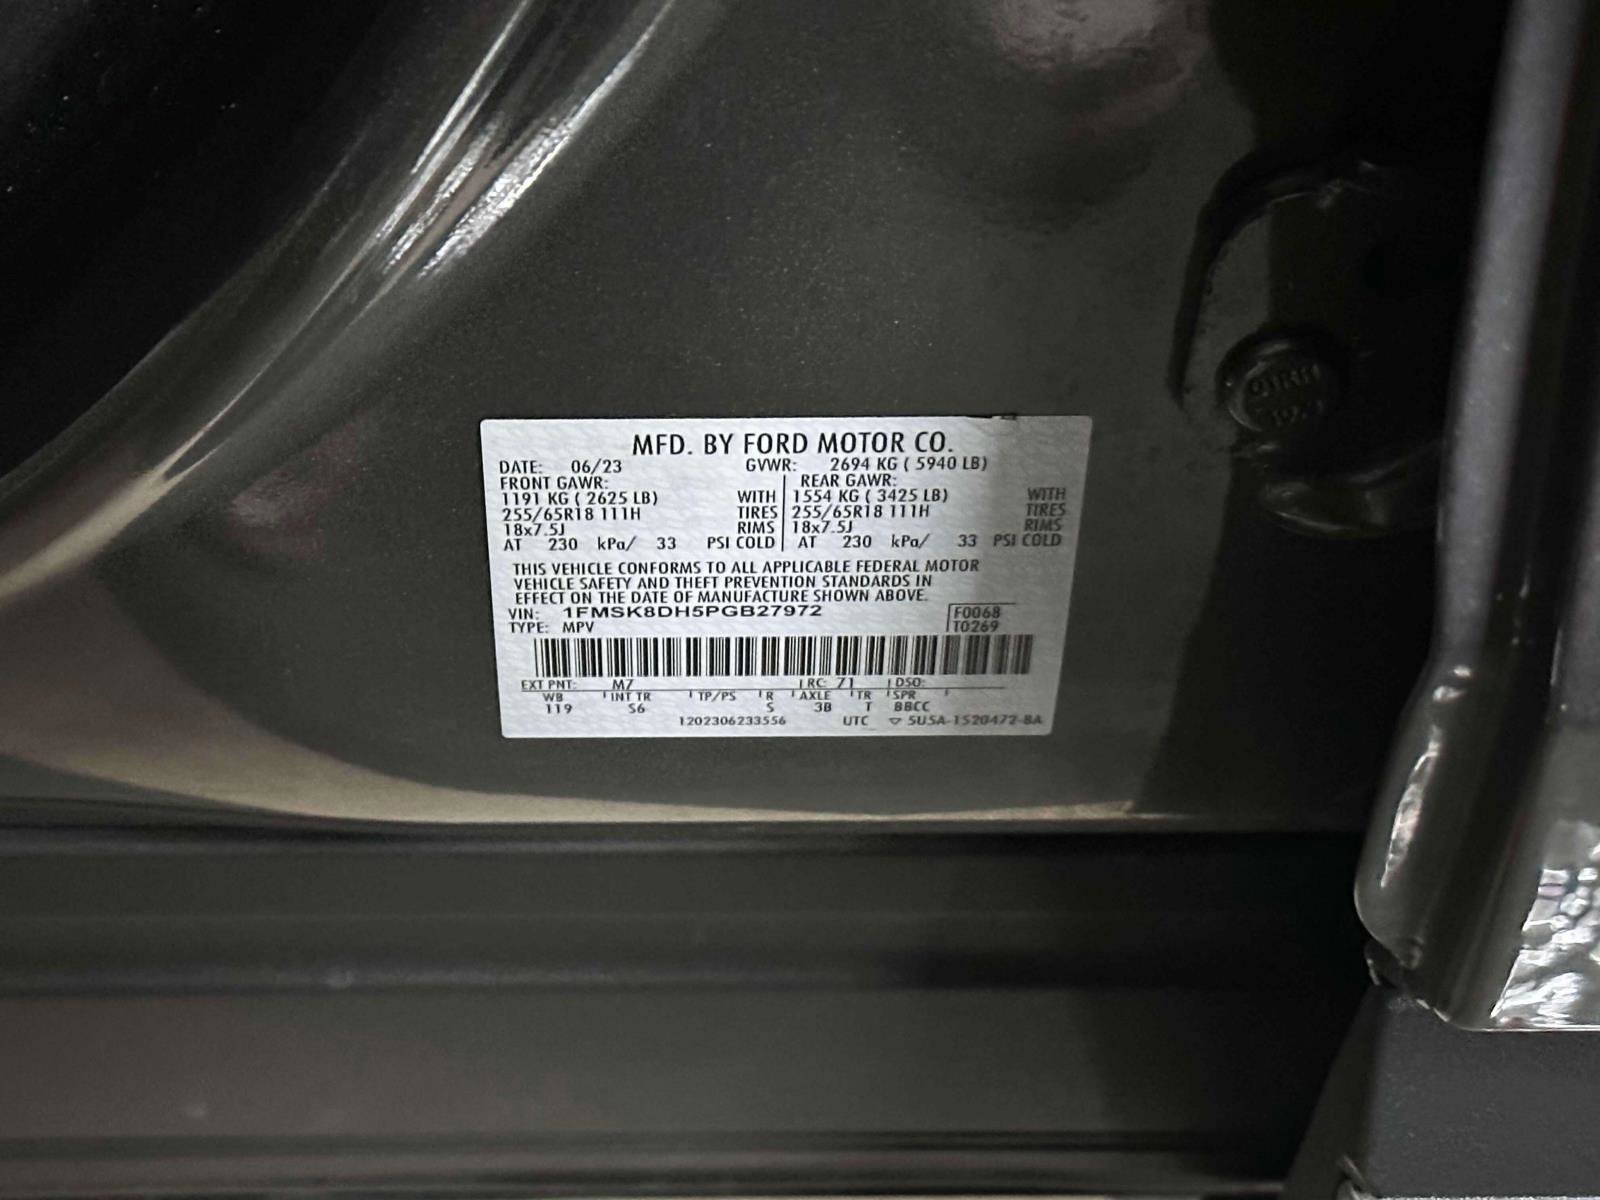 MFD. BY FORD MOTOR CO.
DATE: 06/23 GVWR: 2694 KG ( 5940 LB)
FRONT GAWR: REAR GAWR:
1191 KG ( 2625 LB) WITH 1554 KG ( 3425 LB) WITH
255/65R18 111H TIRES 255/65R18 111H TIRES
18x7.5J RIMS 18x7.5J RIMS
AT 230 kPa/ 33 PSI COLD AT 230 kPa/ 33 PSI COLD
THIS VEHICLE CONFORMS TO ALL APPLICABLE FEDERAL MOTOR
VEHICLE SAFETY AND THEFT PREVENTION STANDARDS IN
EFFECT ON THE DATE OF MANUFACTURE SHOWN ABOVE.
VIN: 1FMSK8DH5PGB27972 F0068
TYPE: MPV T0269
EXT PNT: M7 RC: 71 DSO:
WB INT TR TP/PS R AXLE TR SPR
119 S6 S 3B T BBCC
1202306233556 UTC ▽ 5U5A-1520472-BA